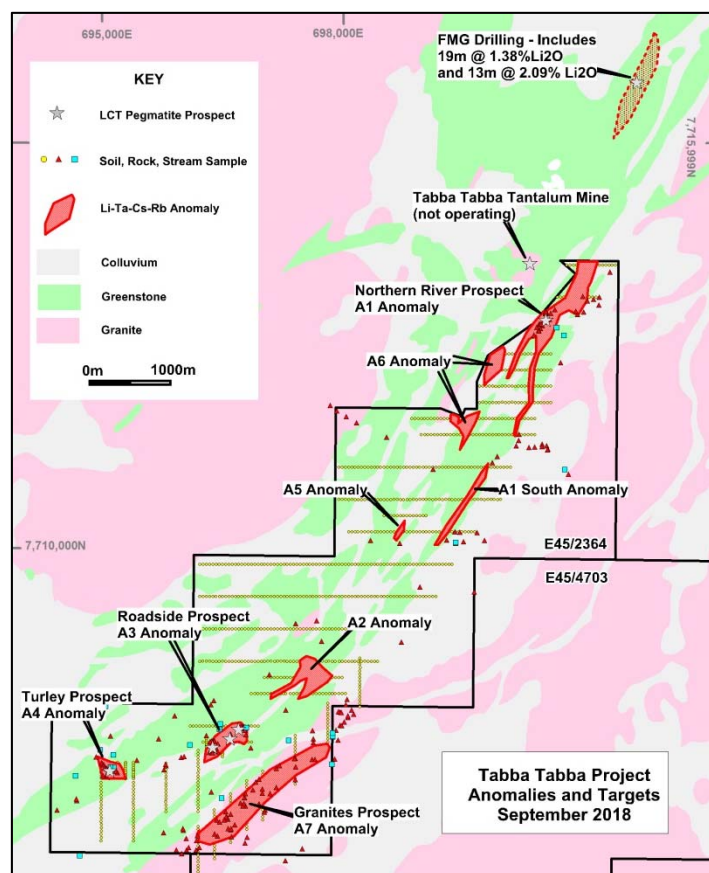 695,000E
698,000E
FMG Drilling - Includes
19m @ 1.38%Li2O
and 13m @ 2.09% Li2O
KEY
LCT Pegmatite Prospect
Soil, Rock, Stream Sample
Li-Ta-Cs-Rb Anomaly
Colluvium
Greenstone
Granite
0m 1000m
7,715,999N
Tabba Tabba Tantalum Mine
(not operating)
Northern River Prospect
A1 Anomaly
A6 Anomaly
A5 Anomaly
A1 South Anomaly
7,710,000N
E45/2364
E45/4703
Roadside Prospect
A3 Anomaly
A2 Anomaly
Turley Prospect
A4 Anomaly
Granites Prospect
A7 Anomaly
Tabba Tabba Project
Anomalies and Targets
September 2018